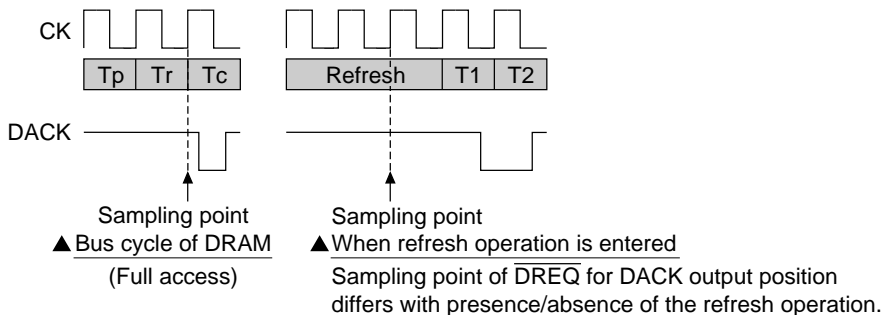 CK
Tp Tr Tc Refresh T1 T2
DACK
Sampling point
▲Bus cycle of DRAM
(Full access)
Sampling point
▲When refresh operation is entered
Sampling point of DREQ for DACK output position
differs with presence/absence of the refresh operation.